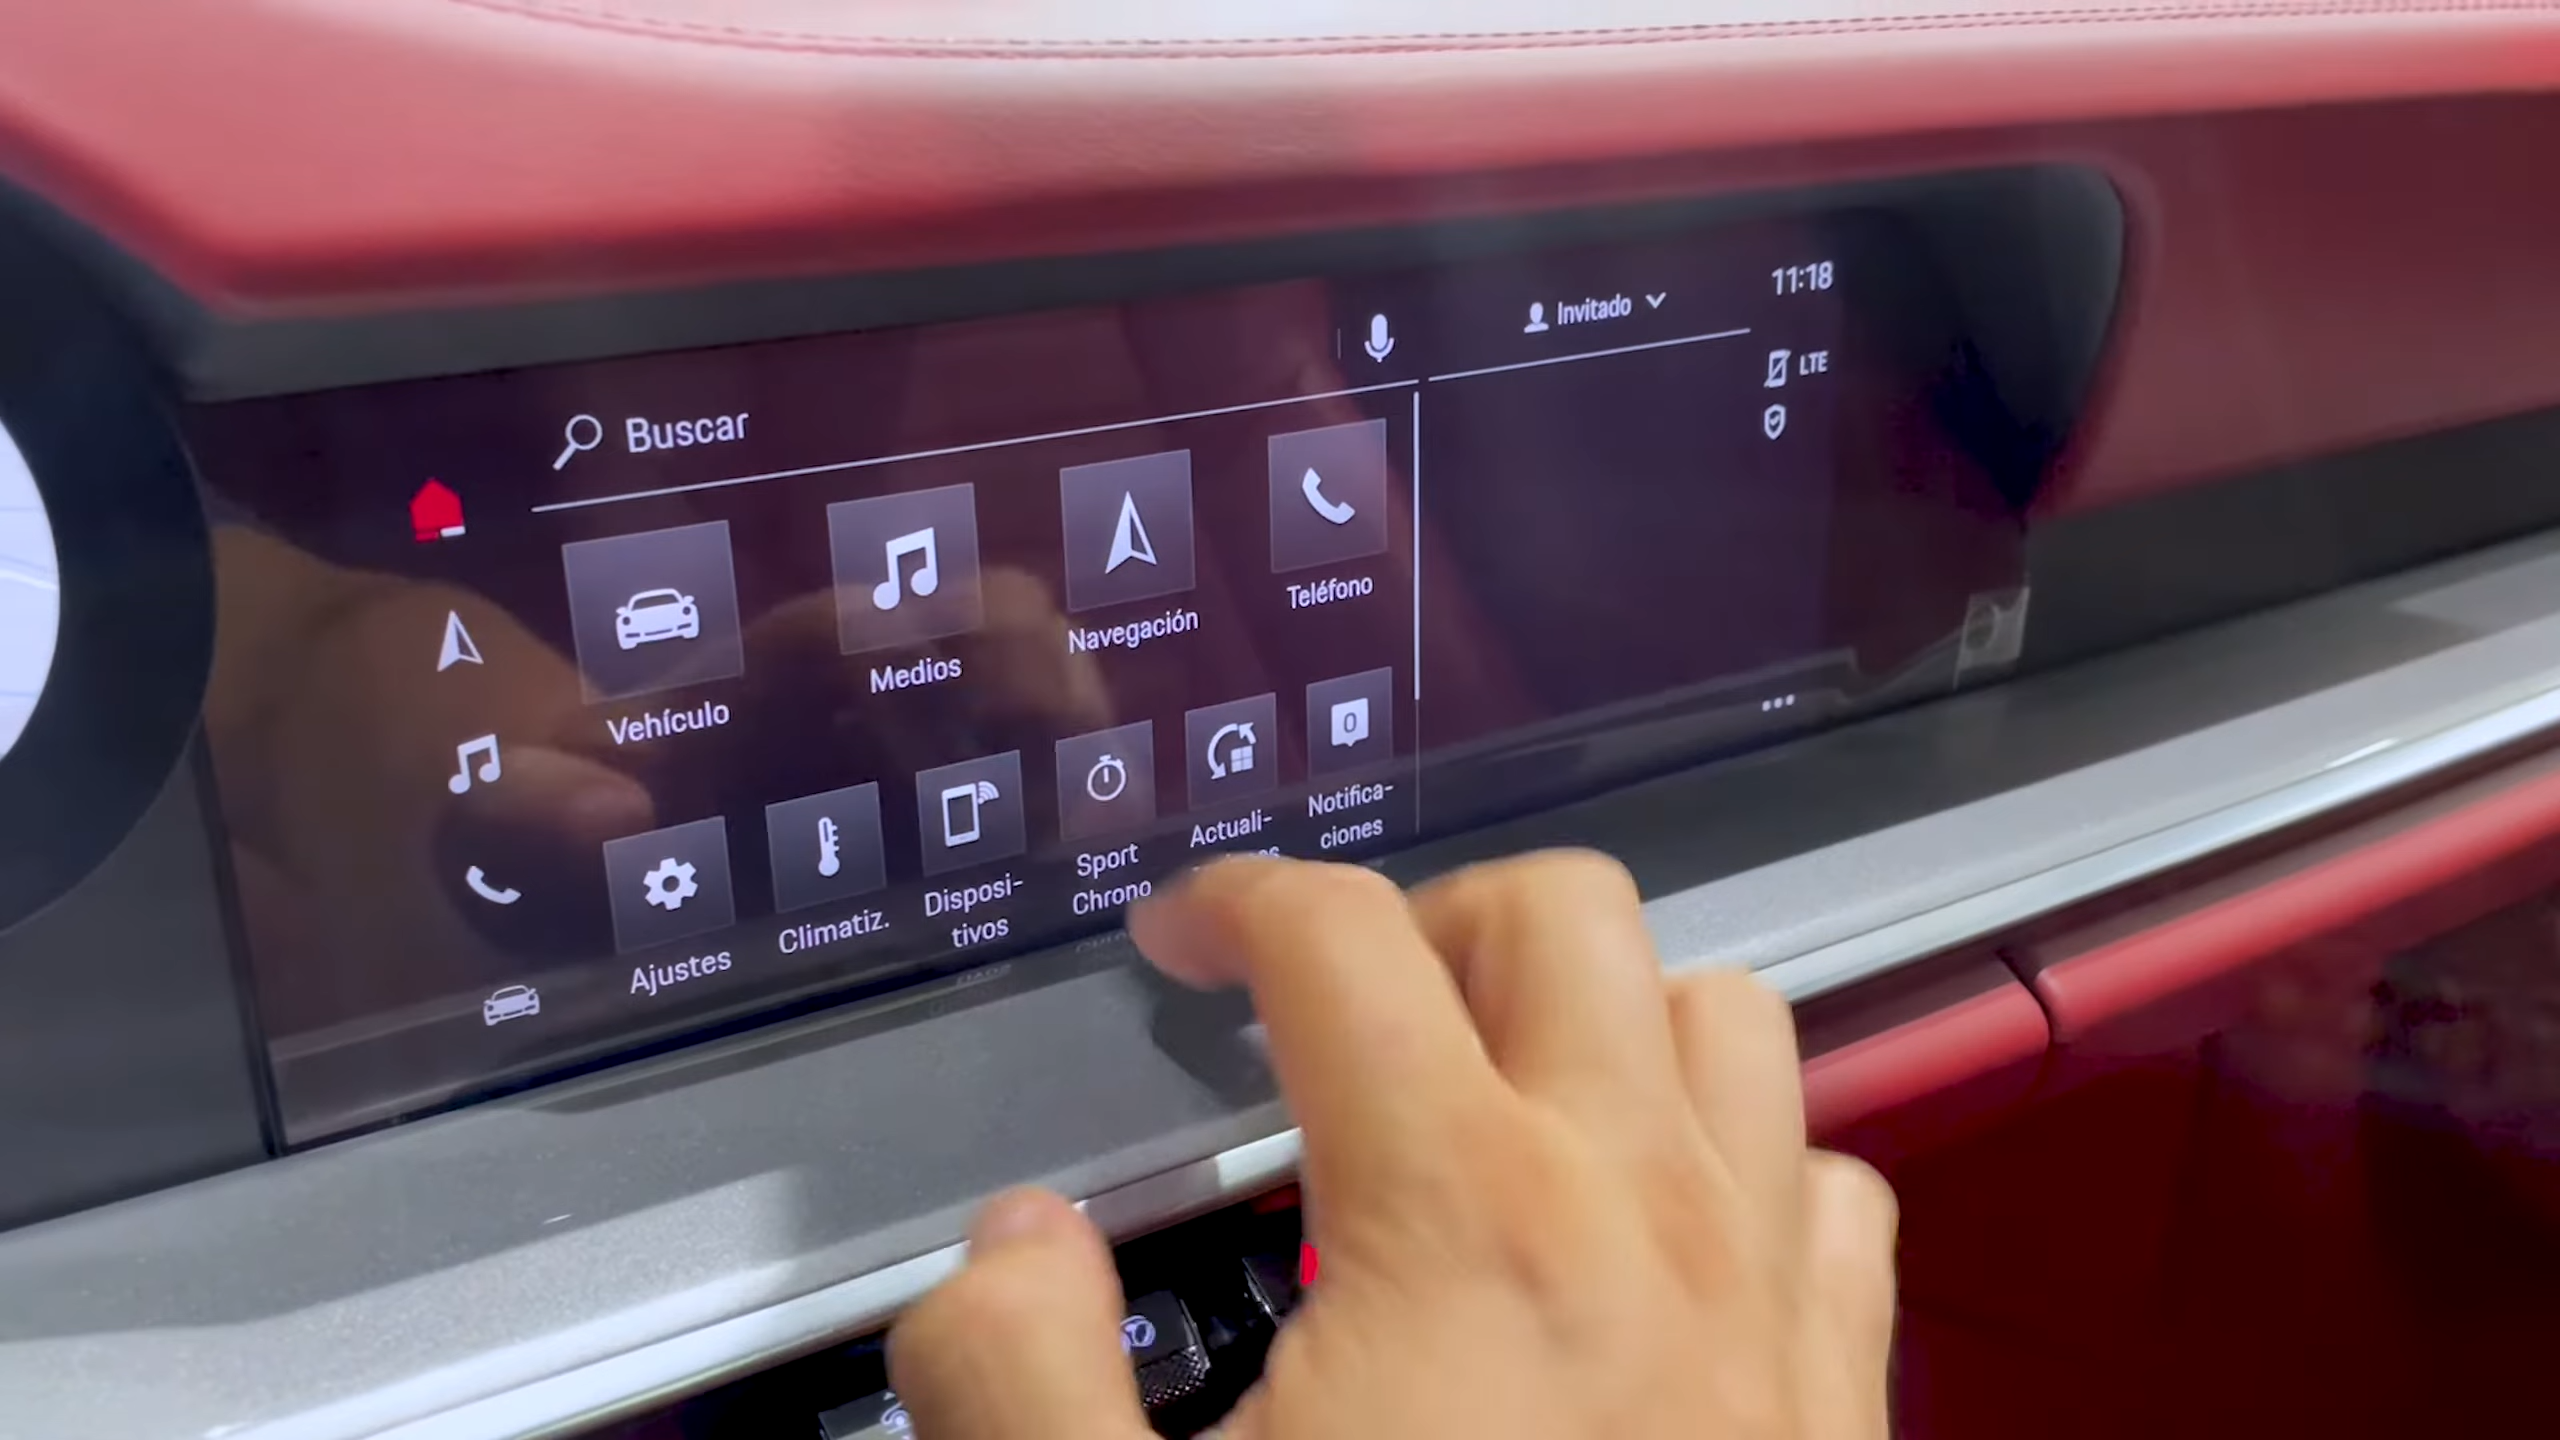 11:18
Invitado
LTE
Buscar
Vehículo
Medios
Navegación
Teléfono
Ajustes
Climatiz.
Disposi-
tivos
Sport
Chrono
Actuali-
Notifica-
ciones
0